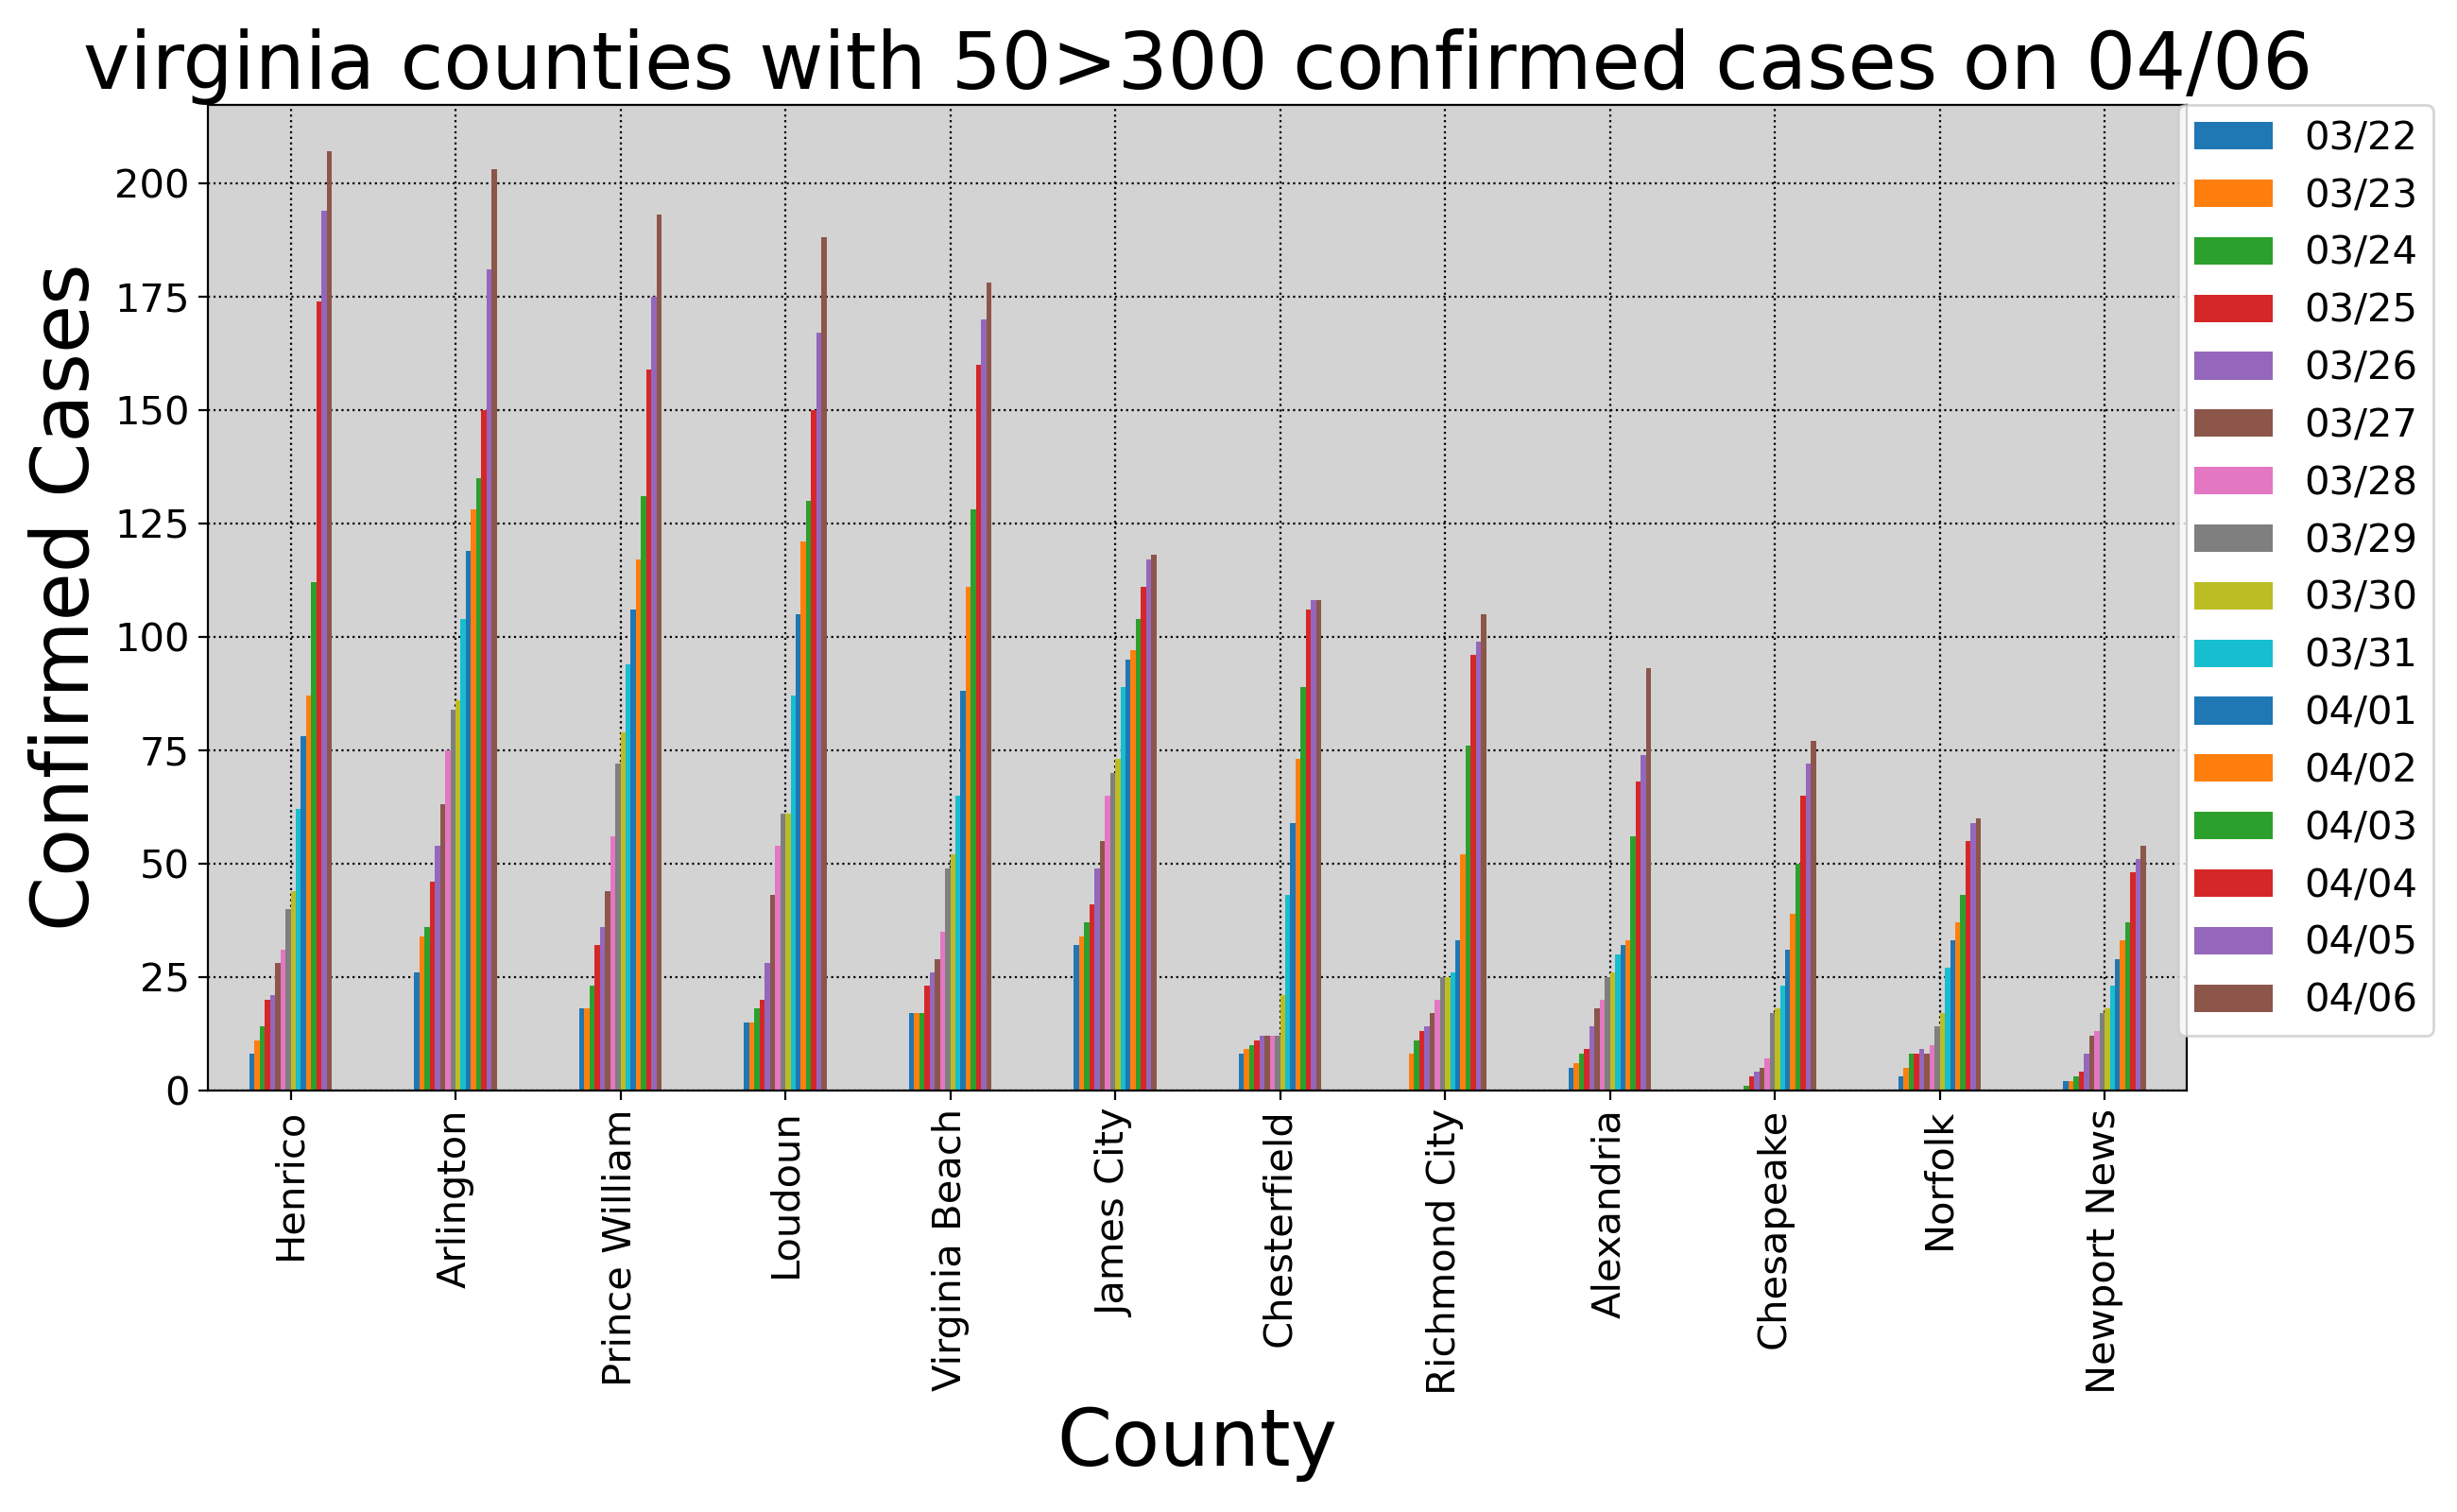 virginia counties with 50>300 confirmed cases on 04/06
Confirmed Cases
200
175
150
125
100
75
50
25
0
03/22
03/23
03/24
03/25
03/26
03/27
03/28
03/29
03/30
03/31
04/01
04/02
04/03
04/04
04/05
04/06
Henrico
Arlington
Prince William
Loudoun
Virginia Beach
James City
Chesterfield
Richmond City
Alexandria
Chesapeake
Norfolk
Newport News
County